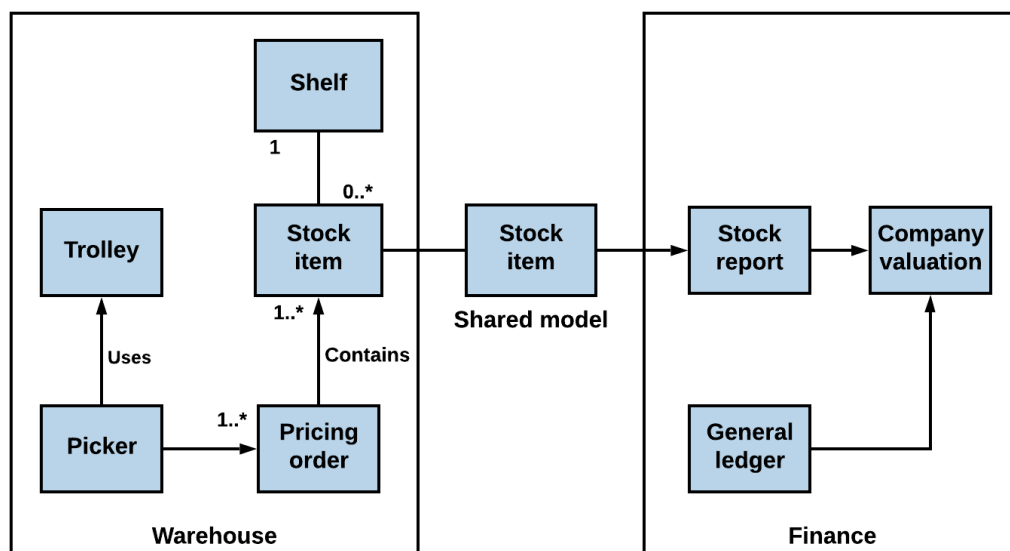 Shelf
1
0..*
Trolley
Stock
item
Stock
item
Stock
report
Company
valuation
1..*
Shared model
Uses
Contains
1..*
Picker
Pricing
order
General
ledger
Warehouse
Finance